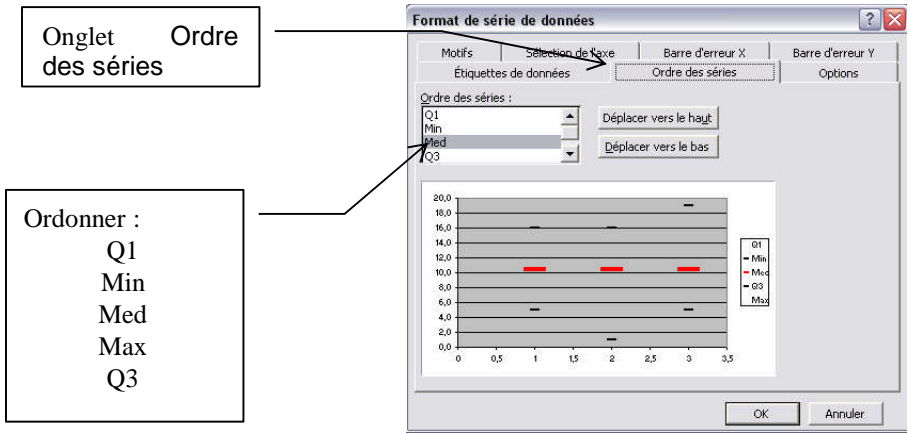 Onglet Ordre
des séries
Ordonner :
Q1
Min
Med
Max
Q3
Format de série de données
Motifs Sélection de l'axe Barre d'erreur X Barre d'erreur Y
Étiquettes de données Ordre des séries Options
Ordre des séries :
Q1
Min
Med
Q3
Déplacer vers le haut
Déplacer vers le bas
20,0
18,0
16,0
14,0
12,0
10,0
8,0
6,0
4,0
2,0
0,0
0 0,5 1 1,5 2 2,5 3 3,5
Q1
Min
Med
Q3
Max
OK Annuler